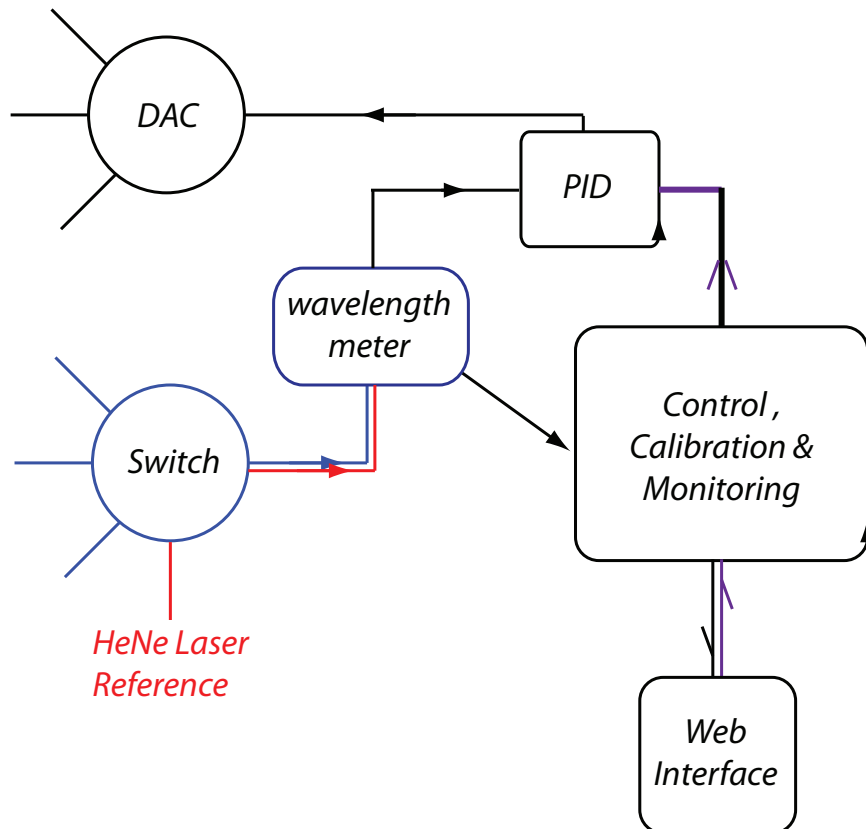 DAC
PID
wavelength
meter
Control ,
Calibration &
Monitoring
Switch
HeNe Laser
Reference
Web
Interface